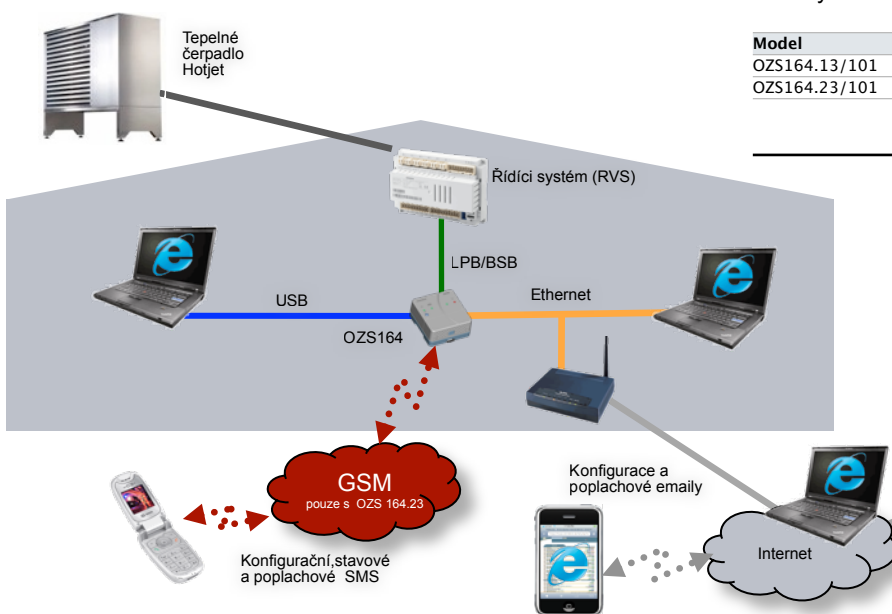 Tepelné
čerpadlo
Hotjet
Model
OZS164.13/101
OZS164.23/101
Řídíci systém (RVS)
LPB/BSB
USB
Ethernet
OZS164
GSM
pouze s OZS 164.23
Konfigurace a
poplachové emaily
Internet
Konfigurační,stavové
a poplachové SMS